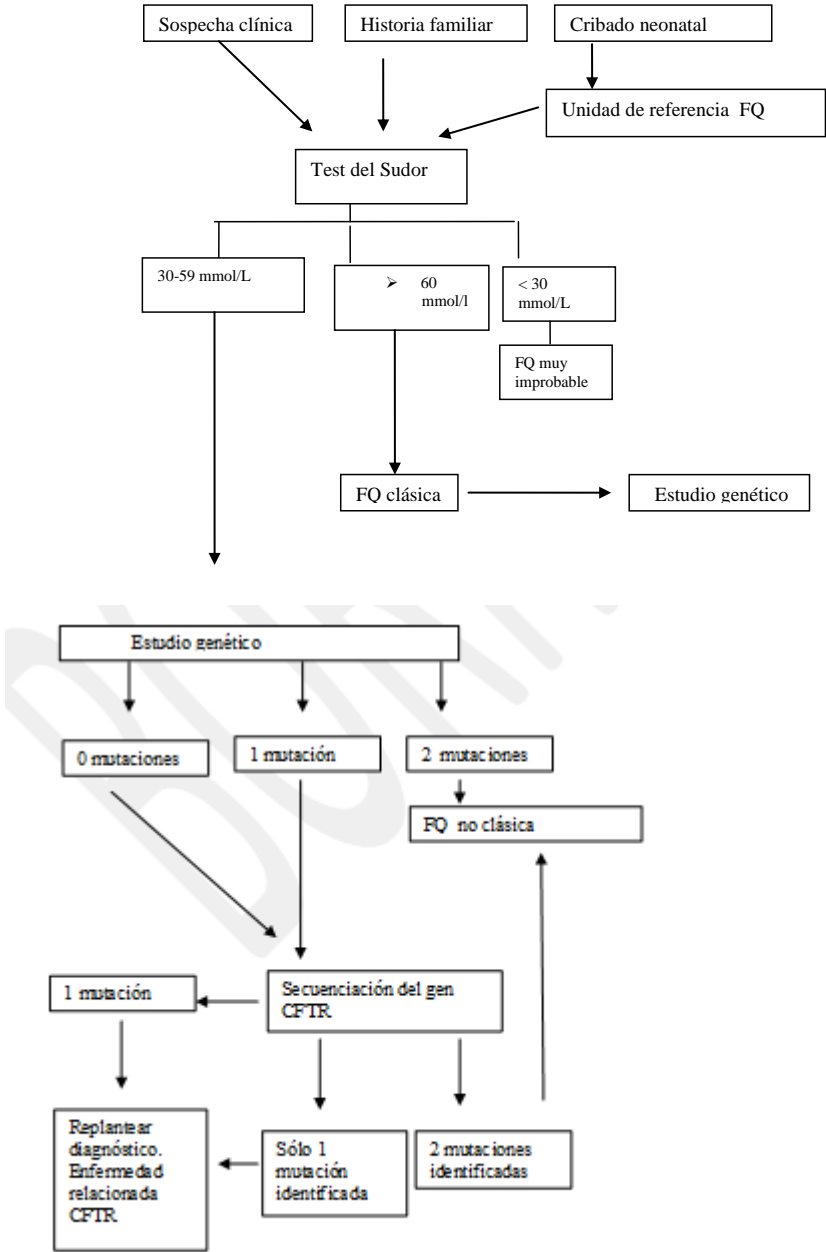 Sospecha clínica
Historia familiar
Cribado neonatal
Unidad de referencia FQ
Test del Sudor
30-59 mmol/L
➢ 60
mmol/l
< 30
mmol/L
FQ muy
improbable
FQ clásica
Estudio genético
Estudio genético
0 mutaciones
1 mutación
2 mutaciones
FQ no clásica
1 mutación
Secuenciación del gen
CFTR
Replantear
diagnóstico.
Enfermedad
relacionada
CFTR
Sólo 1
mutación
identificada
2 mutaciones
identificadas